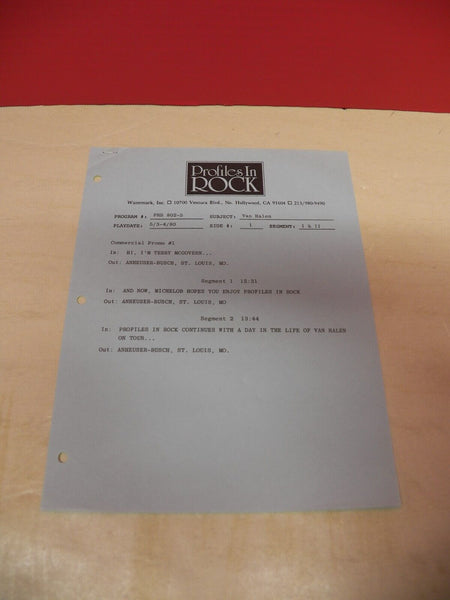 Profiles In
ROCK
Watermark, Inc. □ 10700 Ventura Blvd., No. Hollywood, CA 91604 □ 213/980-9490
PROGRAM #: PRR 802-2 SUBJECT: Van Halen
PLAYDATE: 5/3-4/80 SIDE #: 1 SEGMENT: I & II
Commercial Promo #1
In: HI, I'M TERRY MCGOVERN...
Out: ANHEUSER-BUSCH, ST. LOUIS, MO.
Segment 1 12:31
In: AND NOW, MICHELOB HOPES YOU ENJOY PROFILES IN ROCK
Out: ANHEUSER-BUSCH, ST. LOUIS, MO
Segment 2 13:44
In: PROFILES IN ROCK CONTINUES WITH A DAY IN THE LIFE OF VAN HALEN
ON TOUR...
Out: ANHEUSER-BUSCH, ST. LOUIS, MO.